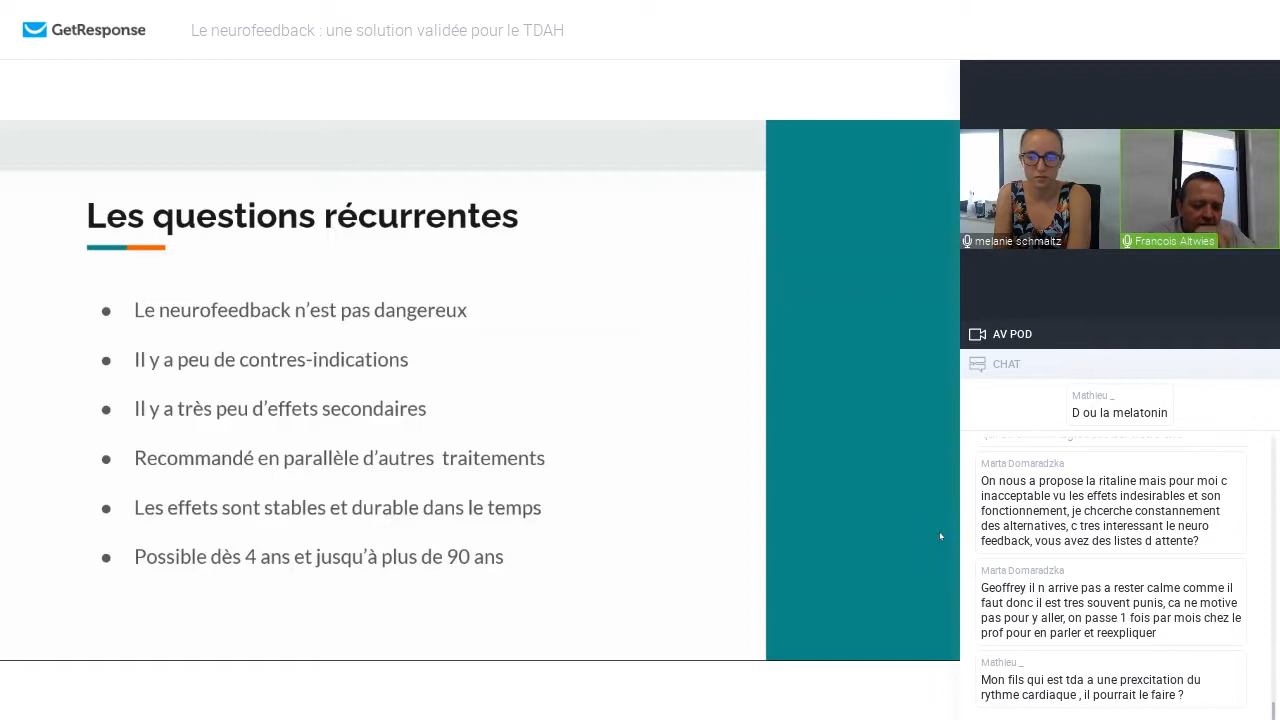 GetResponse
Le neurofeedback : une solution validée pour le TDAH
Les questions récurrentes
● Le neurofeedback n’est pas dangereux
● Il y a peu de contres-indications
● Il y a très peu d’effets secondaires
● Recommandé en parallèle d’autres traitements
● Les effets sont stables et durable dans le temps
● Possible dès 4 ans et jusqu’à plus de 90 ans
melanie schmaltz
Francois Altwies
AV POD
CHAT
Mathieu _
D ou la melatonin
Marta Domaradzka
On nous a propose la ritaline mais pour moi c
inacceptable vu les effets indesirables et son
fonctionnement, je chcerche constannement
des alternatives, c tres interessant le neuro
feedback, vous avez des listes d attente?
Marta Domaradzka
Geoffrey il n arrive pas a rester calme comme il
faut donc il est tres souvent punis, ca ne motive
pas pour y aller, on passe 1 fois par mois chez le
prof pour en parler et reexpliquer
Mathieu _
Mon fils qui est tda a une prexcitation du
rythme cardiaque , il pourrait le faire ?